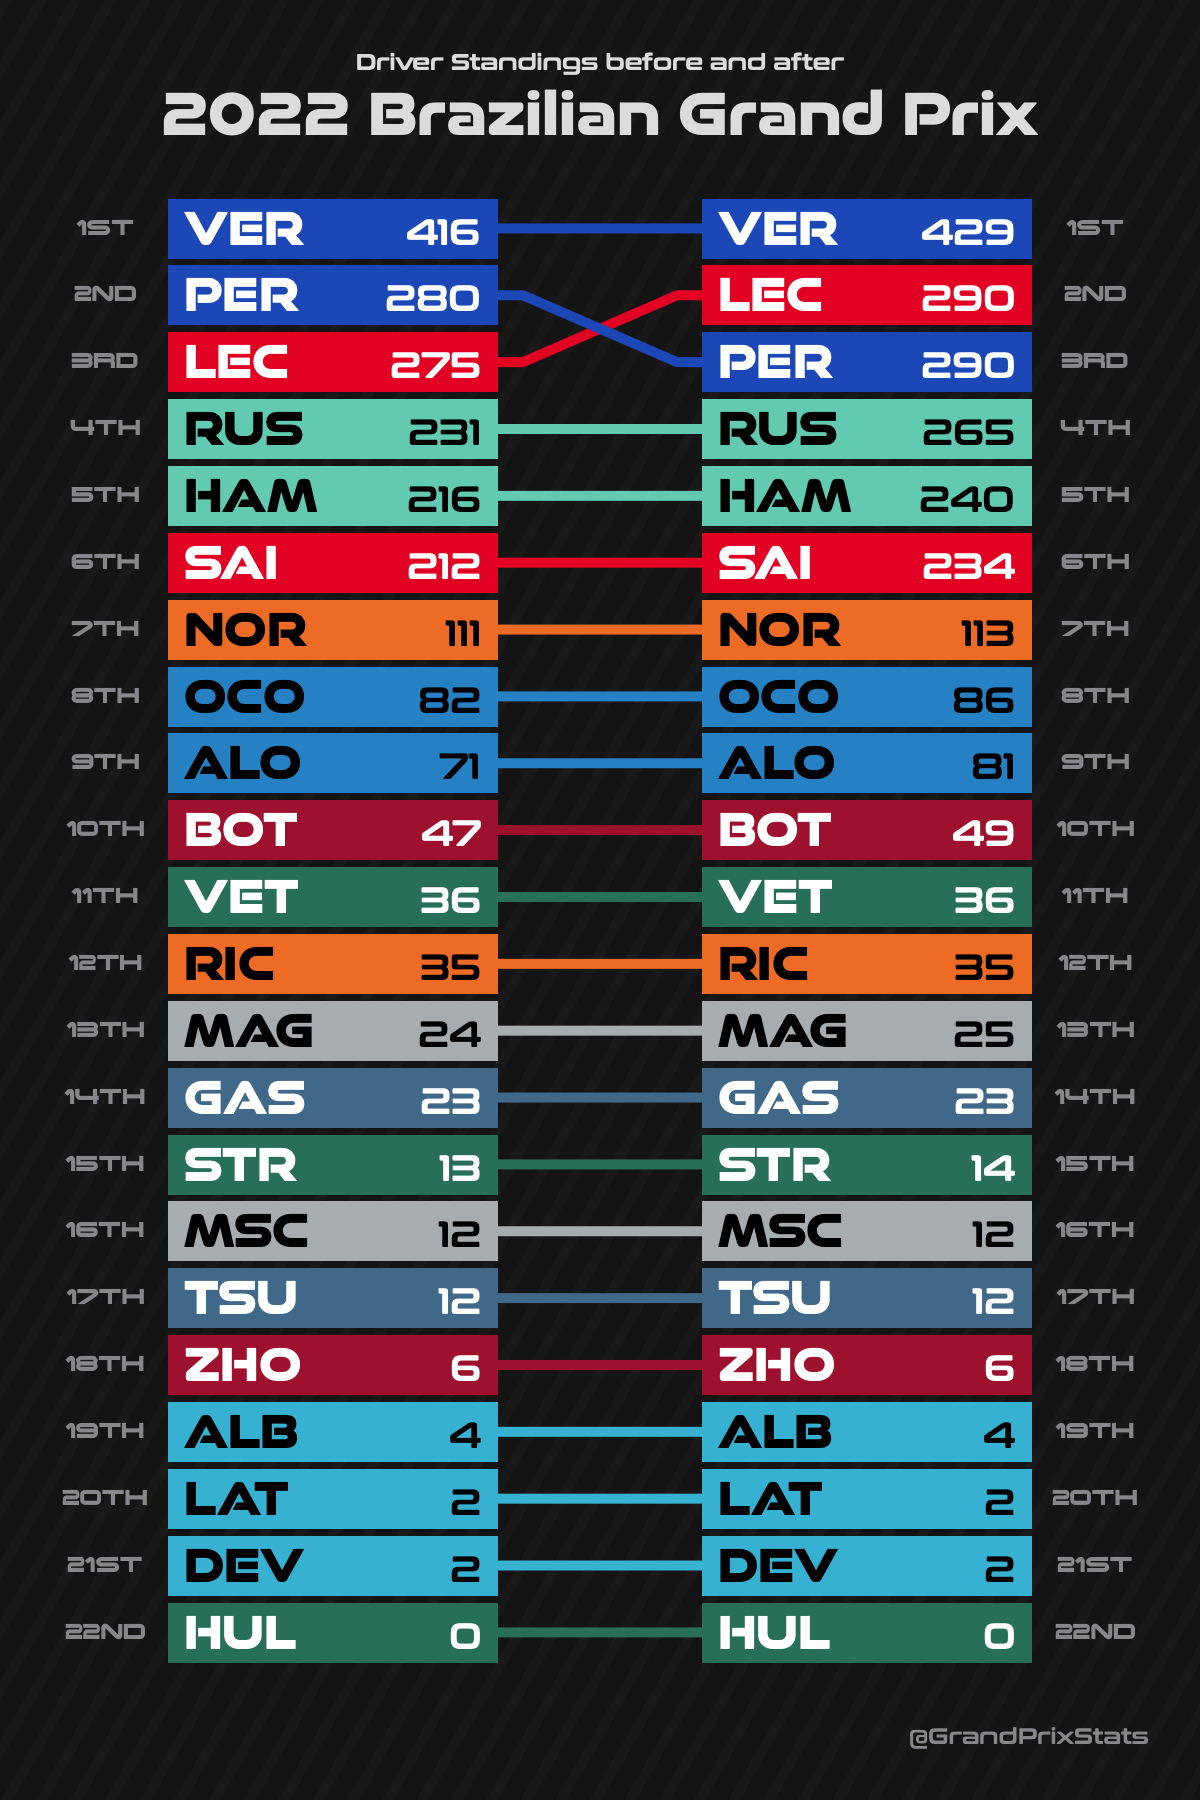 Driver Standings before and after
2022 Brazilian Grand Prix
1ST VER 416 VER 429 1ST
2ND PER 280 LEC 290 2ND
3RD LEC 275 PER 290 3RD
4TH RUS 231 RUS 265 4TH
5TH HAM 216 HAM 240 5TH
6TH SAI 212 SAI 234 6TH
7TH NOR 111 NOR 113 7TH
8TH OCO 82 OCO 86 8TH
9TH ALO 71 ALO 81 9TH
10TH BOT 47 BOT 49 10TH
11TH VET 36 VET 36 11TH
12TH RIC 35 RIC 35 12TH
13TH MAG 24 MAG 25 13TH
14TH GAS 23 GAS 23 14TH
15TH STR 13 STR 14 15TH
16TH MSC 12 MSC 12 16TH
17TH TSU 12 TSU 12 17TH
18TH ZHO 6 ZHO 6 18TH
19TH ALB 4 ALB 4 19TH
20TH LAT 2 LAT 2 20TH
21ST DEV 2 DEV 2 21ST
22ND HUL 0 HUL 0 22ND
@GrandPrixStats